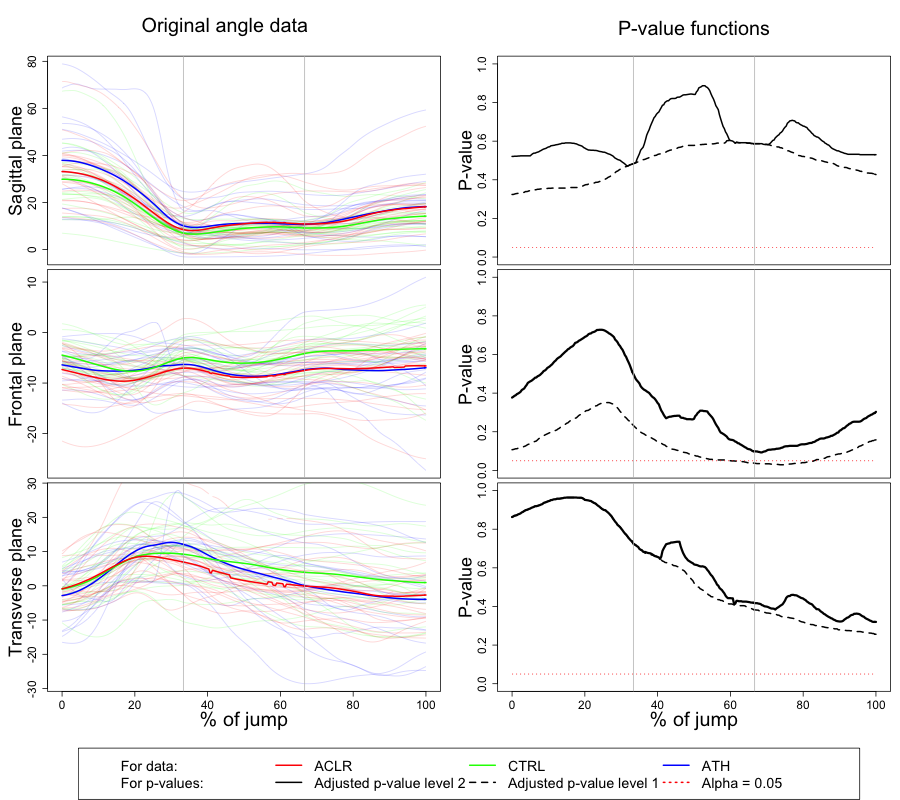 Original angle data
P-value functions
Sagittal plane
0 20 40 60 80
P-value
0.0 0.2 0.4 0.6 0.8 1.0
Frontal plane
20 10 0 10
P-value
0.0 0.2 0.4 0.6 0.8 1.0
Transverse plane
-30 -20 -10 0 10 20 30
P-value
0.0 0.2 0.4 0.6 0.8 1.0
0 20 40 60 80 100
0 20 40 60 80 100
% of jump
% of jump
For data: ACLR CTRL ATH
For p-values: Adjusted p-value level 2 Adjusted p-value level 1 Alpha = 0.05